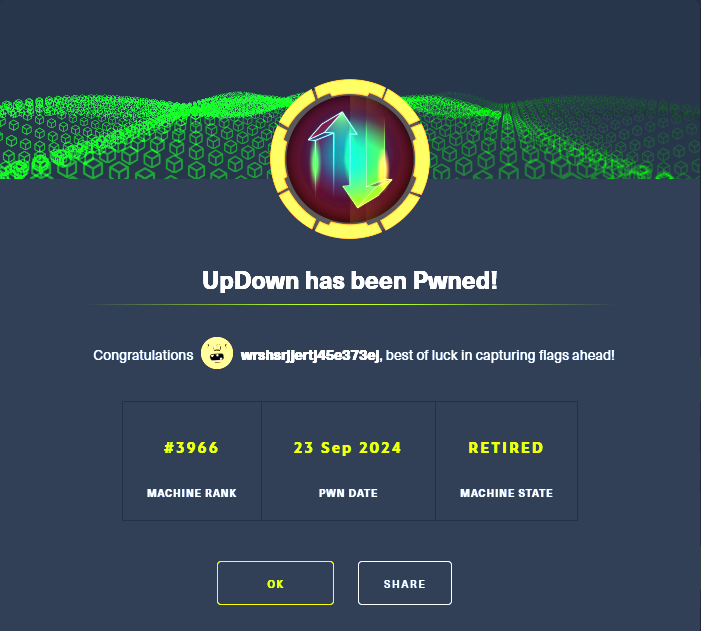 UpDown has been Pwned!
Congratulations wrshsrjjertj45e373ej, best of luck in capturing flags ahead!
#3966 23 Sep 2024 RETIRED
MACHINE RANK PWN DATE MACHINE STATE
OK SHARE